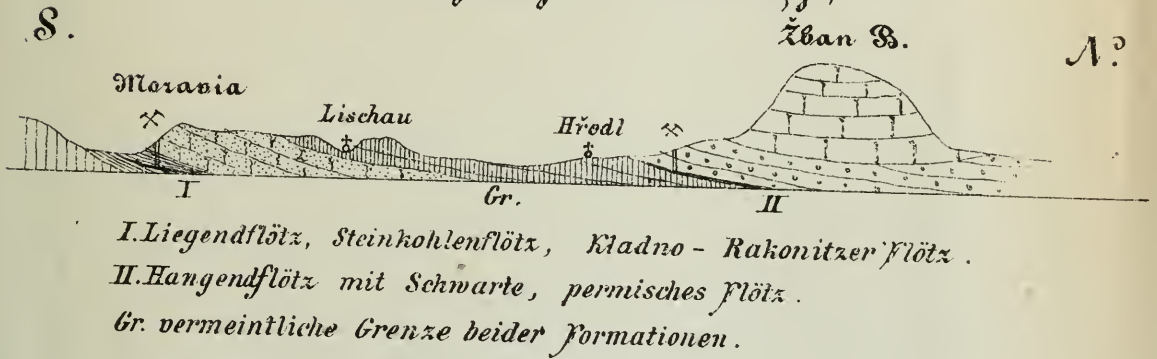 S.
Žban B.
N.
Moravia
Lischau
Hředl
I
Gr.
II
I. Liegendflötz, Steinkohlenflötz, Kladno - Rakonitzer Flötz.
II. Hangendflötz mit Schwarte, permisches Flötz.
Gr. vermeintliche Grenze beider Formationen.